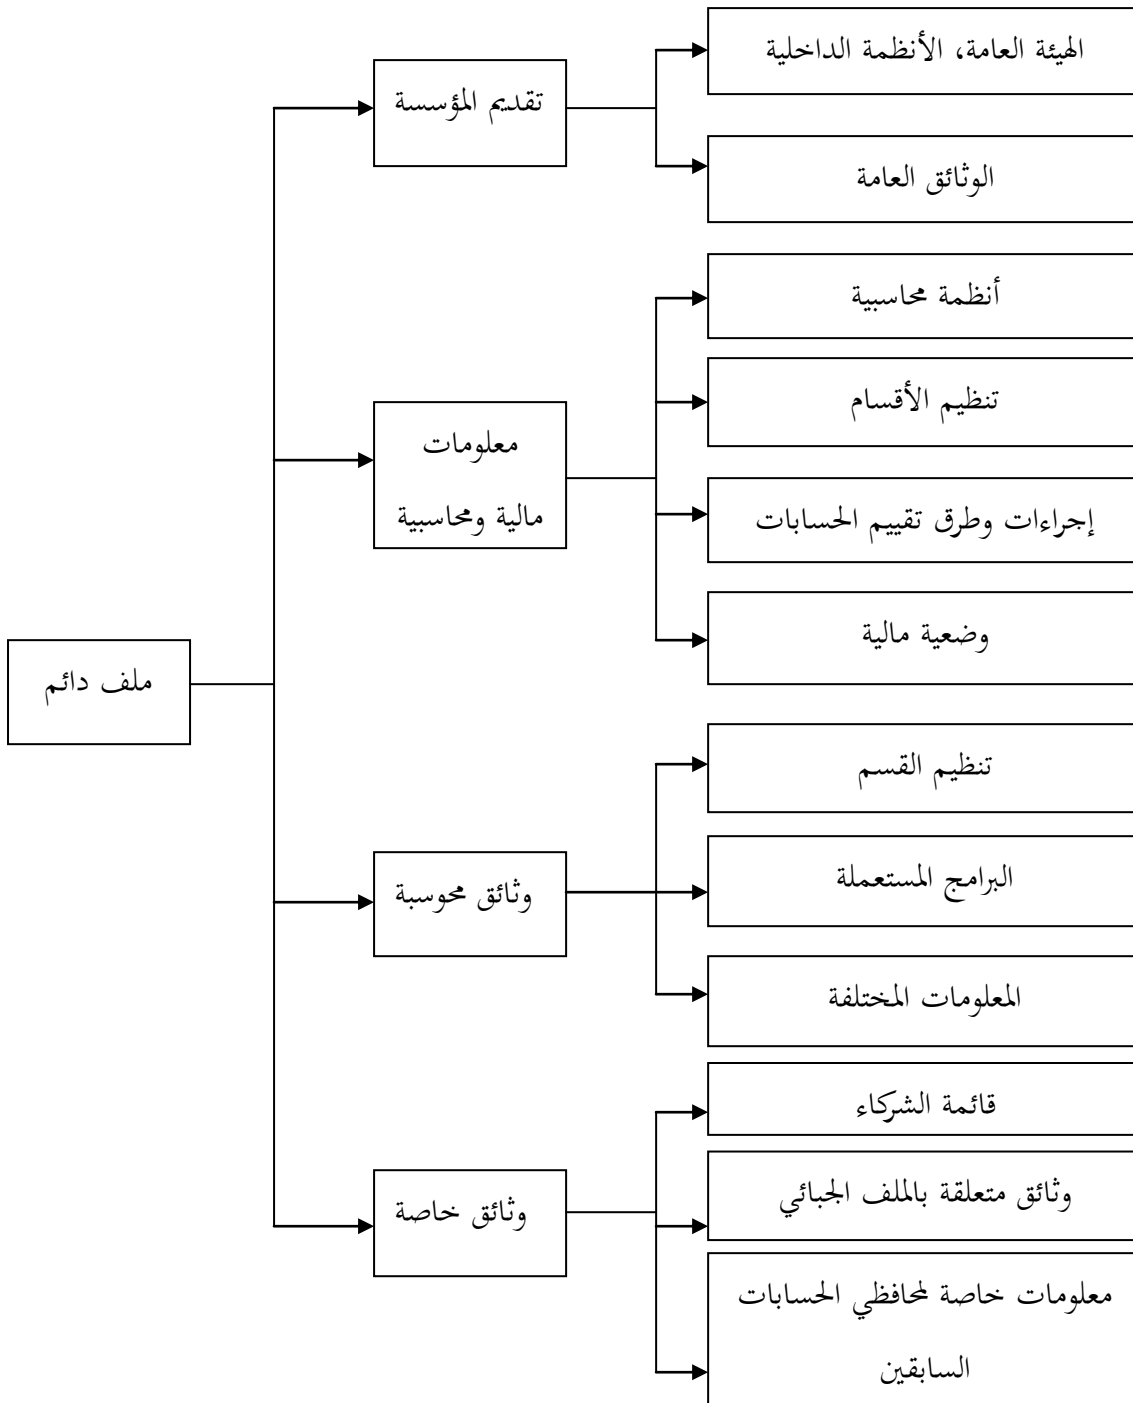 ملف دائم
تقديم المؤسسة
الهيئة العامة، الأنظمة الداخلية
الوثائق العامة
معلومات
مالية ومحاسبية
أنظمة محاسبية
تنظيم الأقسام
إجراءات وطرق تقييم الحسابات
وضعية مالية
وثائق محوسبة
تنظيم القسم
البرامج المستعملة
المعلومات المختلفة
وثائق خاصة
قائمة الشركاء
وثائق متعلقة بالملف الجبائي
معلومات خاصة لمحافظي الحسابات
السابقين